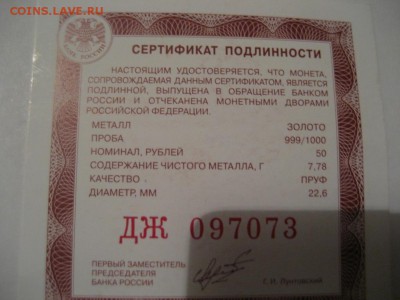 COINS.LAVE.RU
БАНК РОССИИ
СЕРТИФИКАТ ПОДЛИННОСТИ
НАСТОЯЩИМ УДОСТОВЕРЯЕТСЯ, ЧТО МОНЕТА,
СОПРОВОЖДАЕМАЯ ДАННЫМ СЕРТИФИКАТОМ, ЯВЛЯЕТСЯ
ПОДЛИННОЙ, ВЫПУЩЕНА В ОБРАЩЕНИЕ БАНКОМ
РОССИИ И ОТЧЕКАНЕНА МОНЕТНЫМИ ДВОРАМИ
РОССИЙСКОЙ ФЕДЕРАЦИИ.
МЕТАЛЛ ЗОЛОТО
ПРОБА 999/1000
НОМИНАЛ, РУБЛЕЙ 50
СОДЕРЖАНИЕ ЧИСТОГО МЕТАЛЛА, Г 7,78
КАЧЕСТВО ПРУФ
ДИАМЕТР, ММ 22,6
ДЖ 097073
ПЕРВЫЙ ЗАМЕСТИТЕЛЬ
ПРЕДСЕДАТЕЛЯ
БАНКА РОССИИ